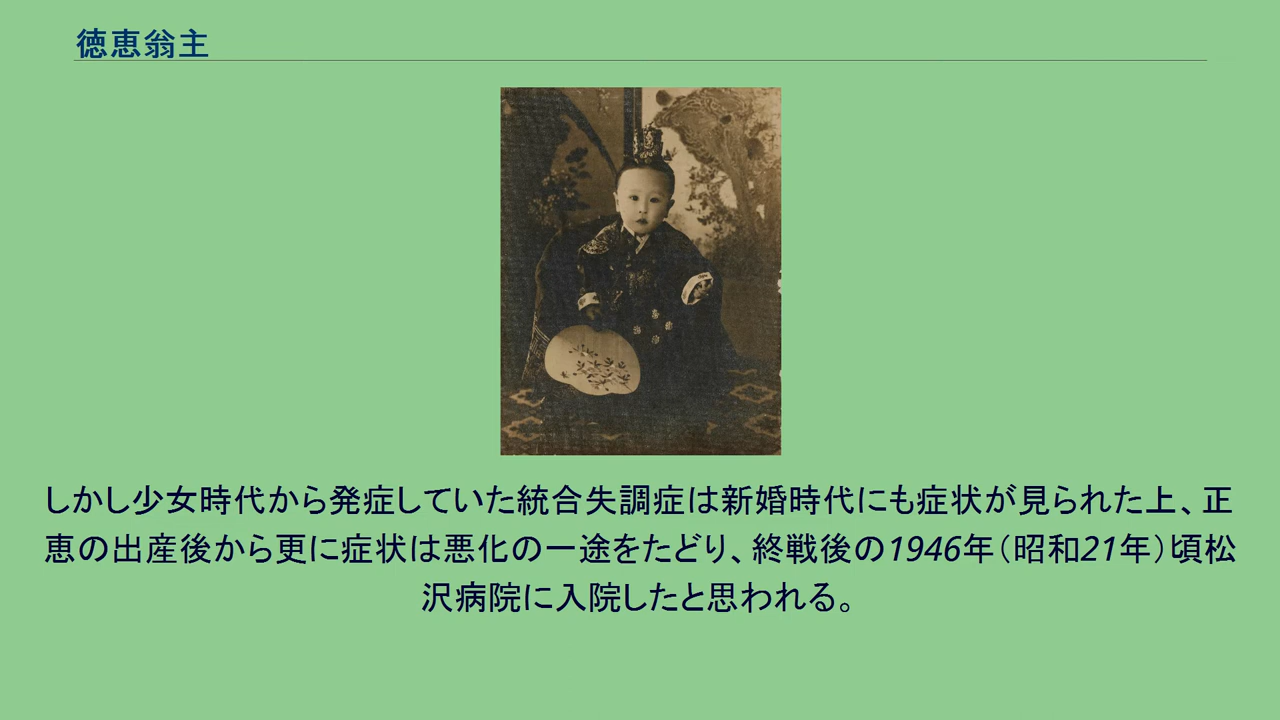 徳恵翁主
しかし少女時代から発症していた統合失調症は新婚時代にも症状が見られた上、正
恵の出産後から更に症状は悪化の一途をたどり、終戦後の1946年（昭和21年）頃松
沢病院に入院したと思われる。